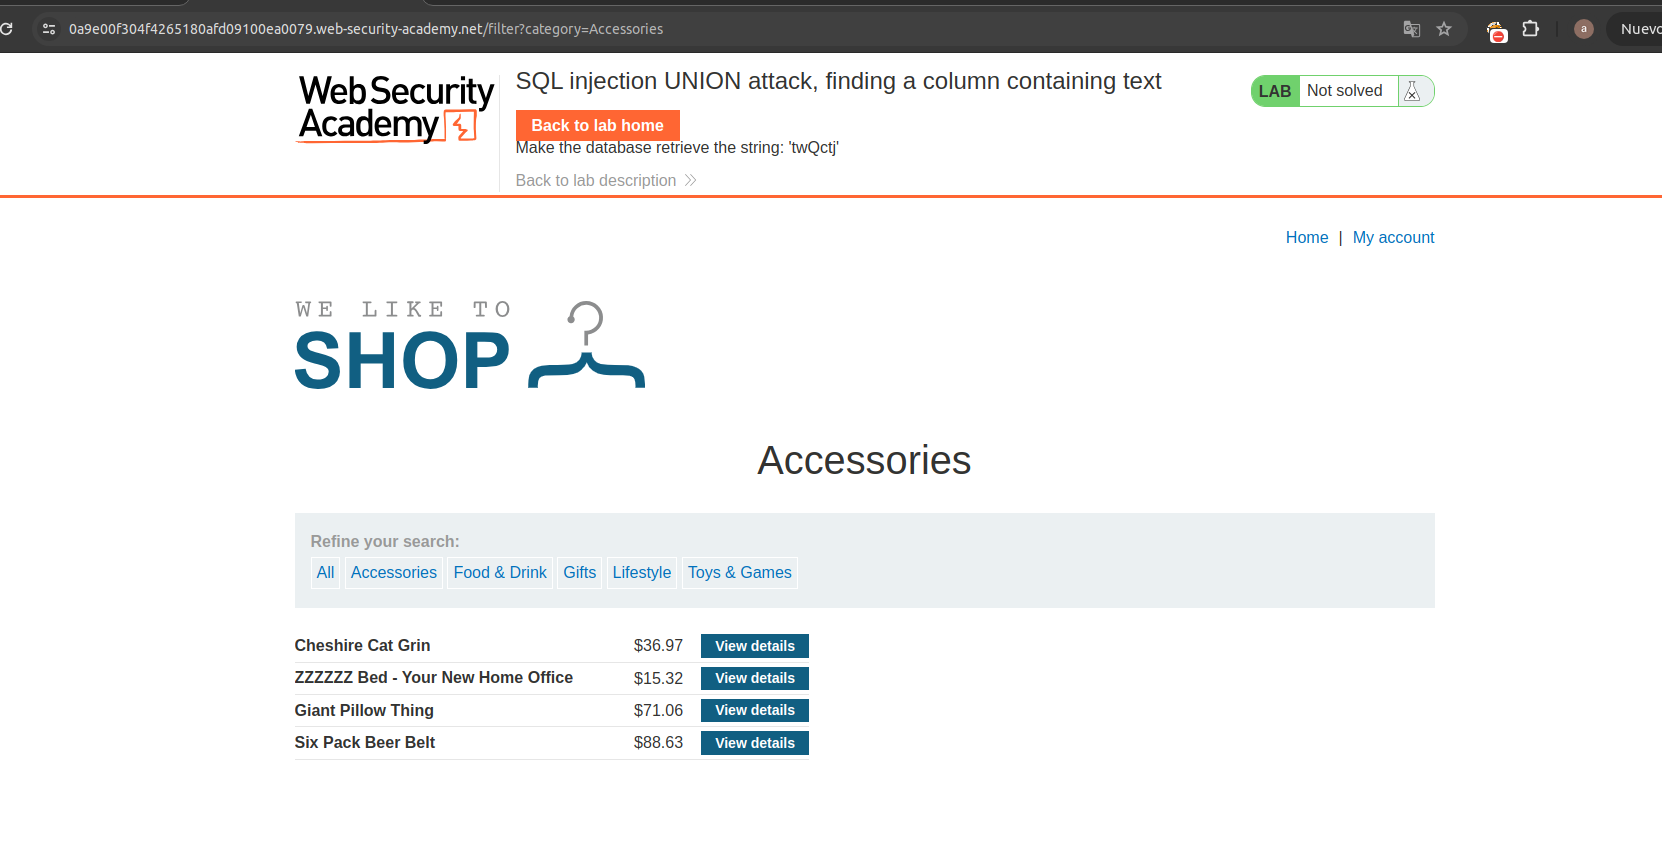 0a9e00f304f4265180afd09100ea0079.web-security-academy.net/filter?category=Accessories
a
Nuevo
WebSecurity
Academy
SQL injection UNION attack, finding a column containing text
LAB Not solved
Back to lab home
Make the database retrieve the string: 'twQctj'
Back to lab description
Home | My account
WE LIKE TO
SHOP
Accessories
Refine your search:
All Accessories Food & Drink Gifts Lifestyle Toys & Games
Cheshire Cat Grin $36.97 View details
ZZZZZZ Bed - Your New Home Office $15.32 View details
Giant Pillow Thing $71.06 View details
Six Pack Beer Belt $88.63 View details